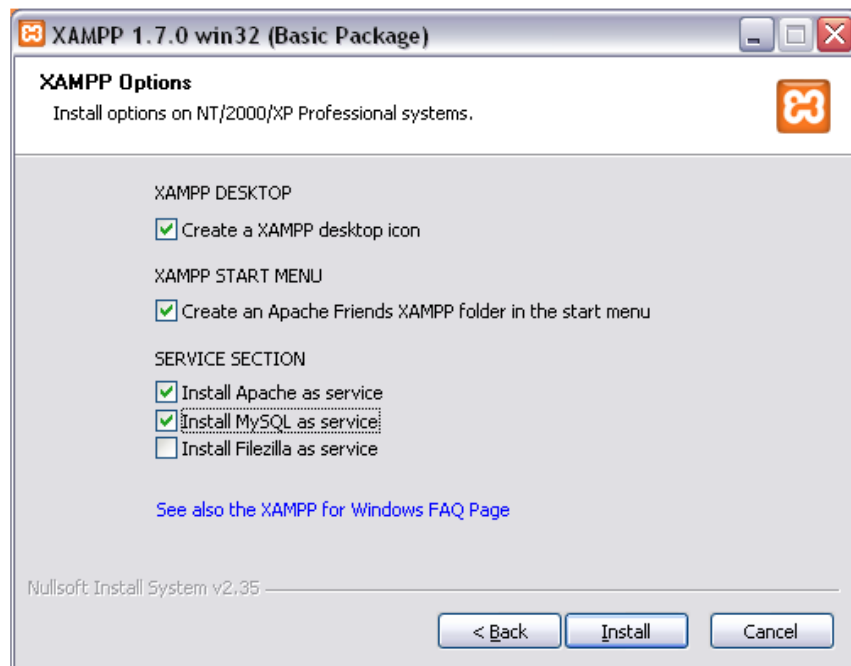 XAMPP 1.7.0 win32 (Basic Package)
XAMPP Options
Install options on NT/2000/XP Professional systems.
XAMPP DESKTOP
Create a XAMPP desktop icon
XAMPP START MENU
Create an Apache Friends XAMPP folder in the start menu
SERVICE SECTION
Install Apache as service
Install MySQL as service
Install Filezilla as service
See also the XAMPP for Windows FAQ Page
Nullsoft Install System v2.35
< Back Install Cancel